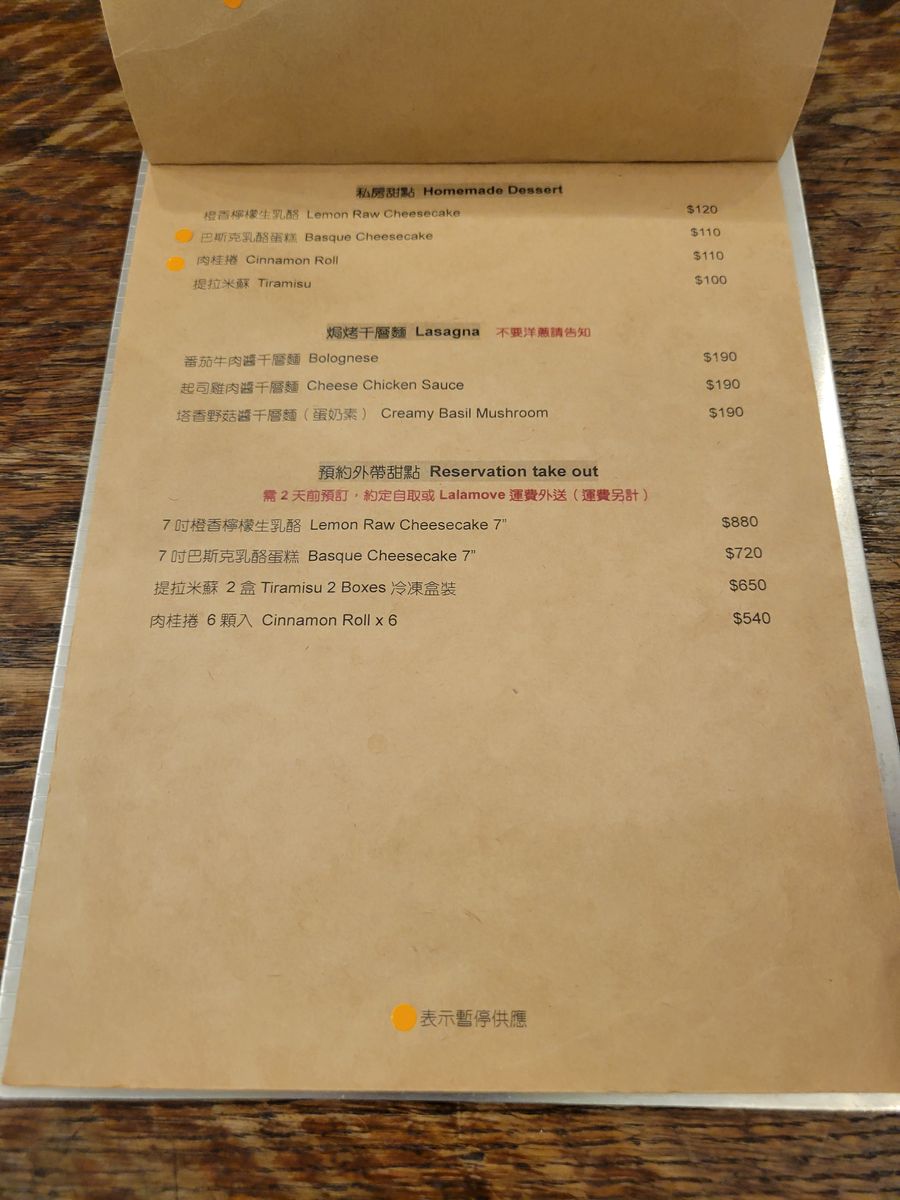 私房甜點 Homemade Dessert
橙香檸檬生乳酪 Lemon Raw Cheesecake $120
巴斯克乳酪蛋糕 Basque Cheesecake $110
肉桂捲 Cinnamon Roll $110
提拉米蘇 Tiramisu $100
焗烤千層麵 Lasagna 不要洋蔥請告知
番茄牛肉醬千層麵 Bolognese $190
起司雞肉醬千層麵 Cheese Chicken Sauce $190
塔香野菇醬千層麵（蛋奶素） Creamy Basil Mushroom $190
預約外帶甜點 Reservation take out
需 2 天前預訂，約定自取或 Lalamove 運費外送（運費另計）
7 吋橙香檸檬生乳酪 Lemon Raw Cheesecake 7” $880
7 吋巴斯克乳酪蛋糕 Basque Cheesecake 7” $720
提拉米蘇 2 盒 Tiramisu 2 Boxes 冷凍盒裝 $650
肉桂捲 6 顆入 Cinnamon Roll x 6 $540
表示暫停供應